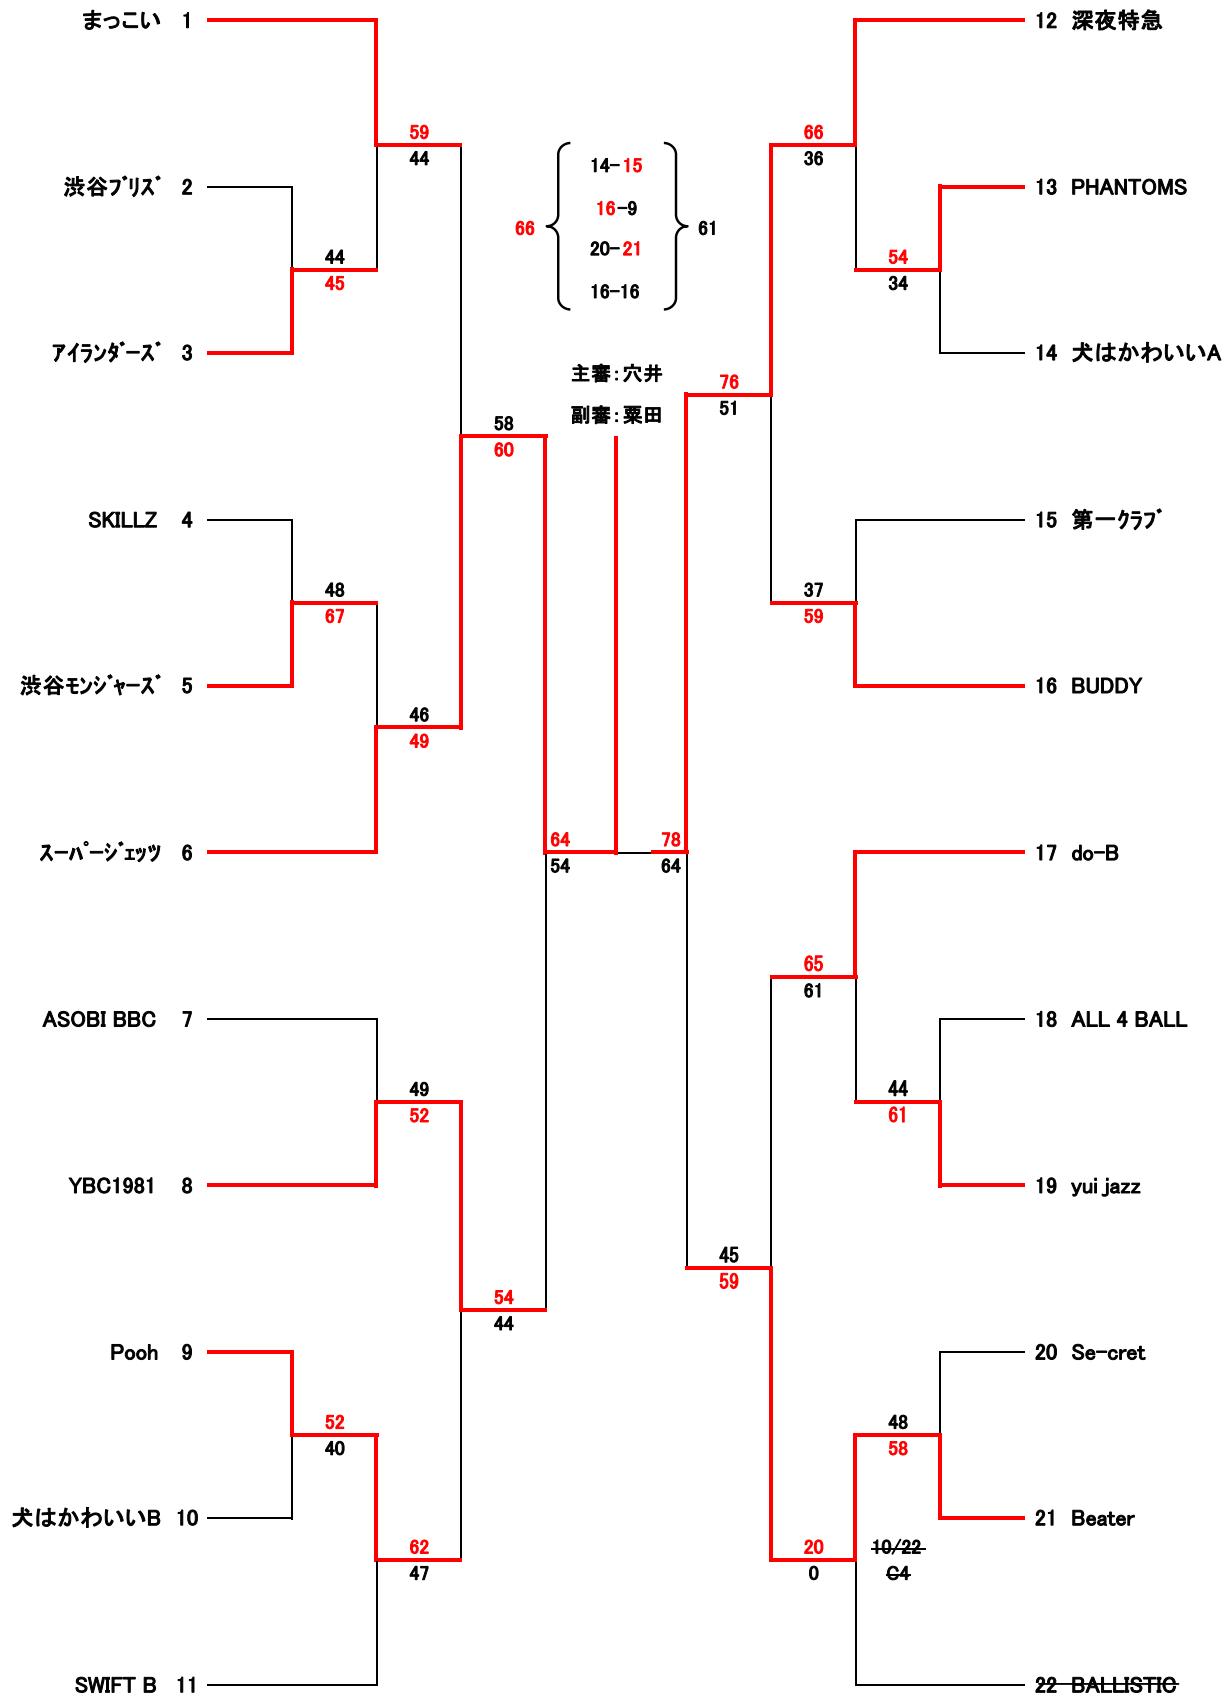 まっこい 1
12 深夜特急
59
44
66
36
14-15
渋谷ﾌﾞﾘｽﾞ 2
13 PHANTOMS
16-9
66
61
44
45
20-21
54
34
16-16
ｱｲﾗﾝﾀﾞｰｽﾞ 3
14 犬はかわいいA
主審：穴井
76
51
副審：粟田
58
60
SKILLZ 4
15 第一ｸﾗﾌﾞ
48
67
37
59
渋谷ﾓﾝｼﾞｬｰｽﾞ 5
16 BUDDY
46
49
ｽｰﾊﾟｰｼﾞｪｯﾂ 6
64
54
78
64
17 do-B
65
61
ASOBI BBC 7
18 ALL 4 BALL
49
52
44
61
YBC1981 8
19 yui jazz
45
59
54
44
Pooh 9
20 Se-cret
52
40
48
58
犬はかわいいB 10
21 Beater
62
47
20
0
10/22
C4
SWIFT B 11
22 BALLISTIC